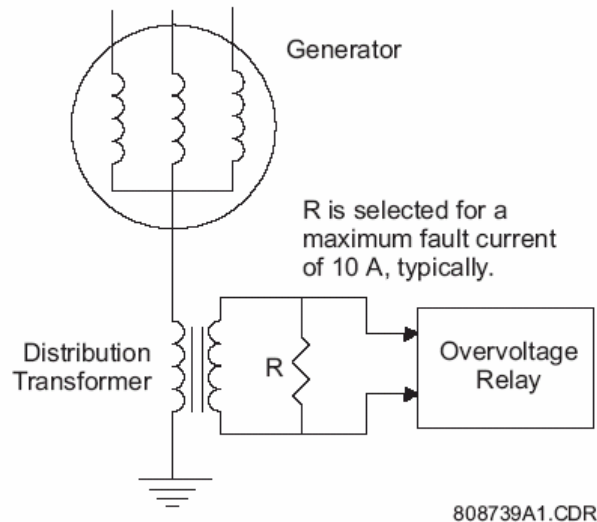 Generator
R is selected for a
maximum fault current
of 10 A, typically.
Distribution
Transformer
R
Overvoltage
Relay
808739A1.CDR